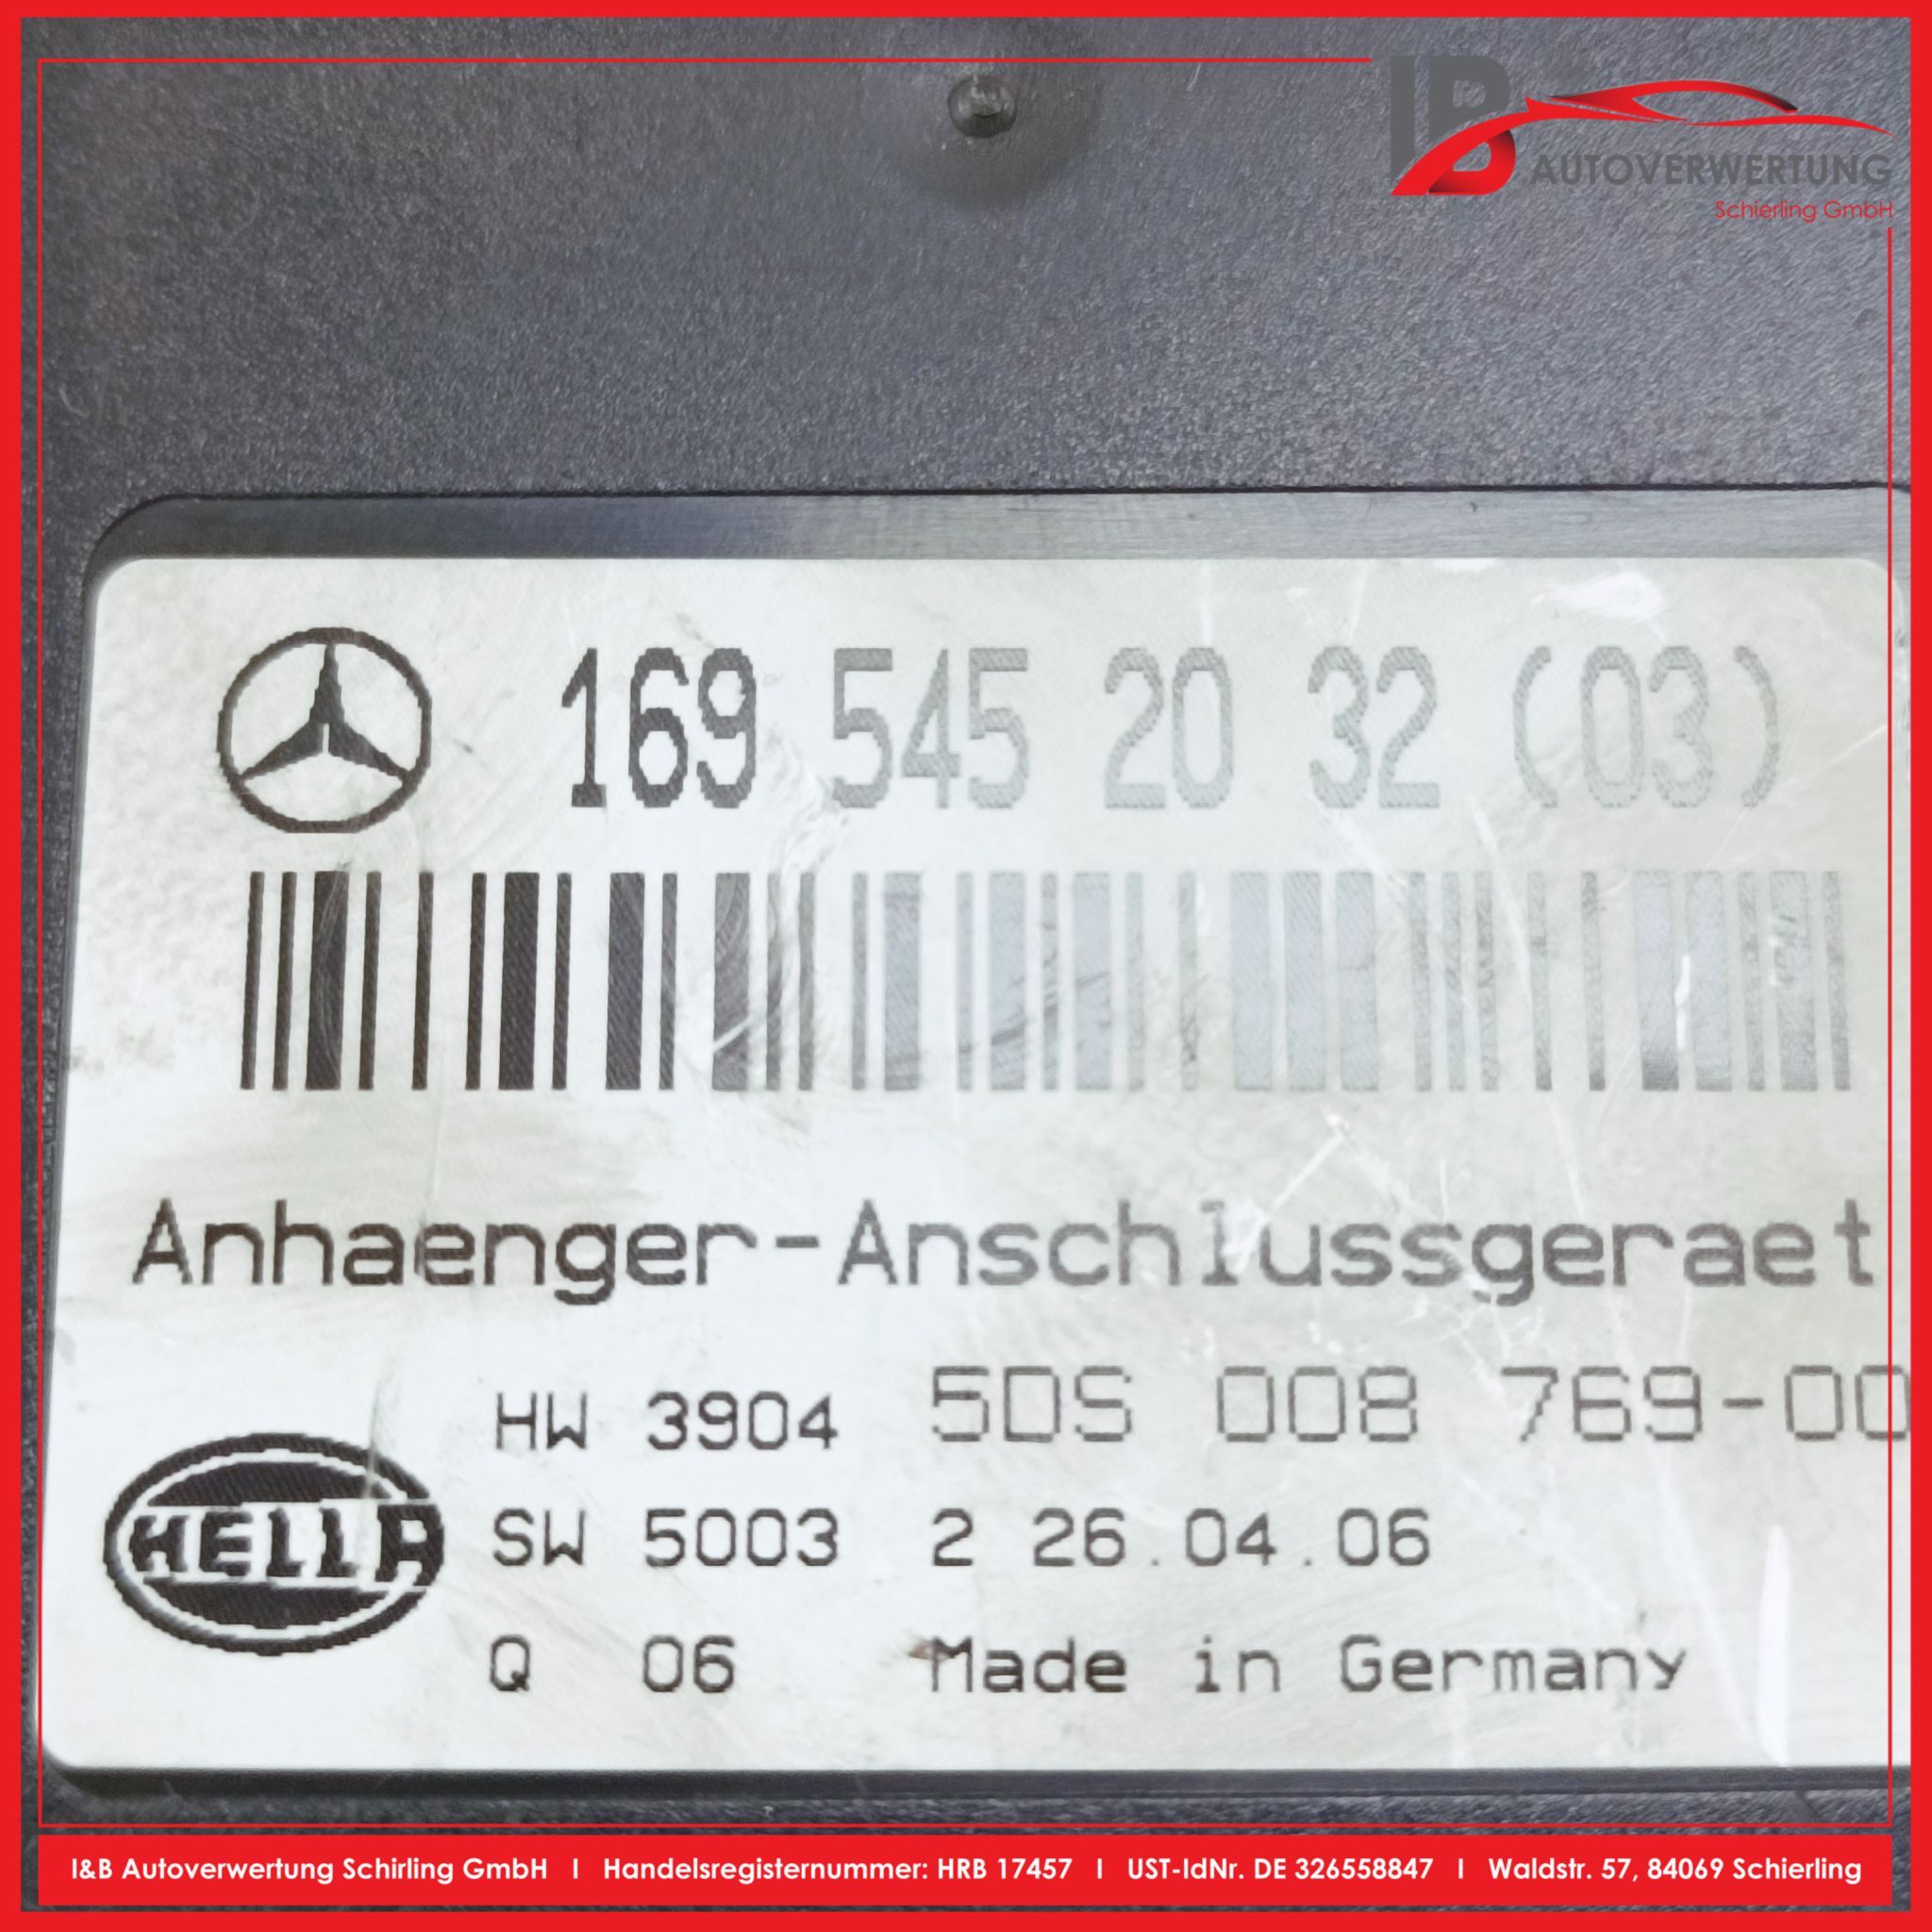 IB
AUTOVERWERTUNG
Schierling GmbH
169 545 20 32 (03)
Anhaenger-Anschlussgeraet
HW 3904 5DS 008 769-00
HELLA
SW 5003 2 26.04.06
Q 06 Made in Germany
I&B Autoverwertung Schirling GmbH I Handelsregisternummer: HRB 17457 I UST-IdNr. DE 326558847 I Waldstr. 57, 84069 Schierling